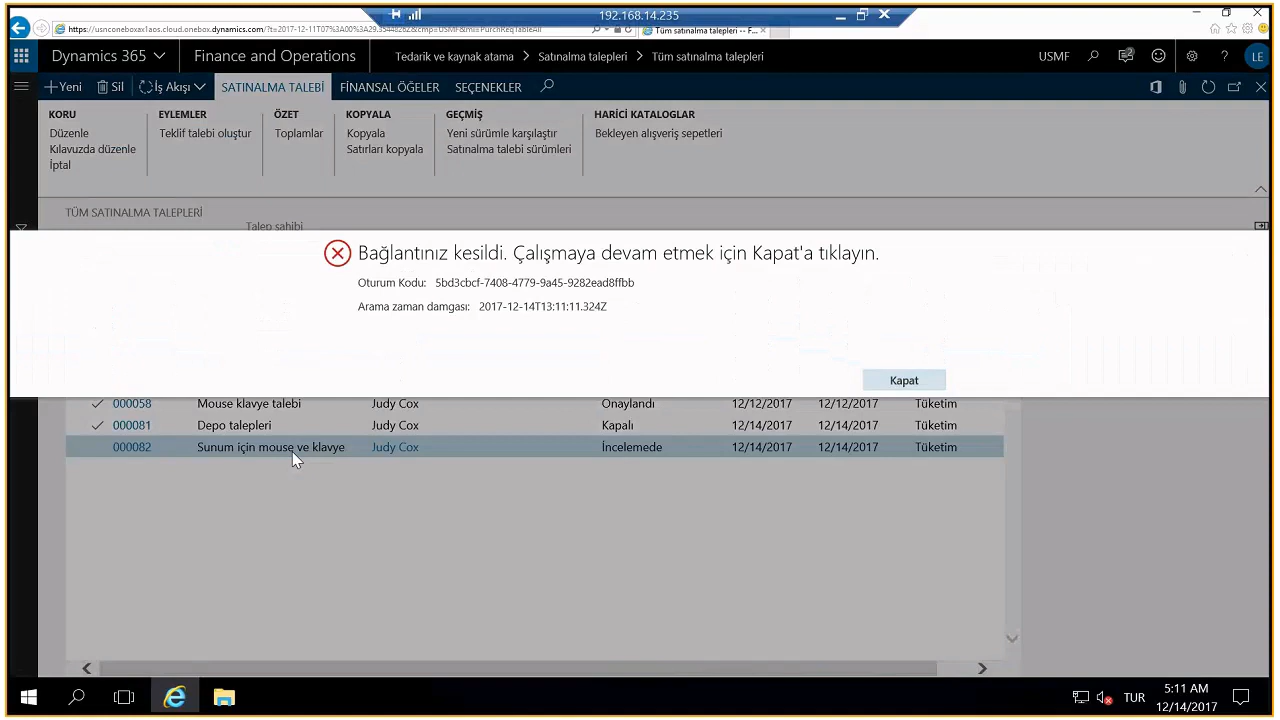 192.168.14.235
Tüm satınalma talepleri -- F...
Dynamics 365
Finance and Operations
Tedarik ve kaynak atama > Satınalma talepleri > Tüm satınalma talepleri
USMF
2
?
LE
Yeni
Sil
İş Akışı
SATINALMA TALEBİ
FİNANSAL ÖĞELER
SEÇENEKLER
KORU
Düzenle
Kılavuzda düzenle
İptal
EYLEMLER
Teklif talebi oluştur
ÖZET
Toplamlar
KOPYALA
Kopyala
Satırları kopyala
GEÇMİŞ
Yeni sürümle karşılaştır
Satınalma talebi sürümleri
HARİCİ KATALOGLAR
Bekleyen alışveriş sepetleri
TÜM SATINALMA TALEPLERİ
Talep sahibi
Bağlantınız kesildi. Çalışmaya devam etmek için Kapat'a tıklayın.
Oturum Kodu: 5bd3cbcf-7408-4779-9a45-9282ead8ffbb
Arama zaman damgası: 2017-12-14T13:11:11.324Z
Kapat
000058 Mouse klavye talebi Judy Cox Onaylandı 12/12/2017 12/12/2017 Tüketim
000081 Depo talepleri Judy Cox Kapalı 12/14/2017 12/14/2017 Tüketim
000082 Sunum için mouse ve klavye Judy Cox İncelemede 12/14/2017 12/14/2017 Tüketim
TUR
5:11 AM
12/14/2017